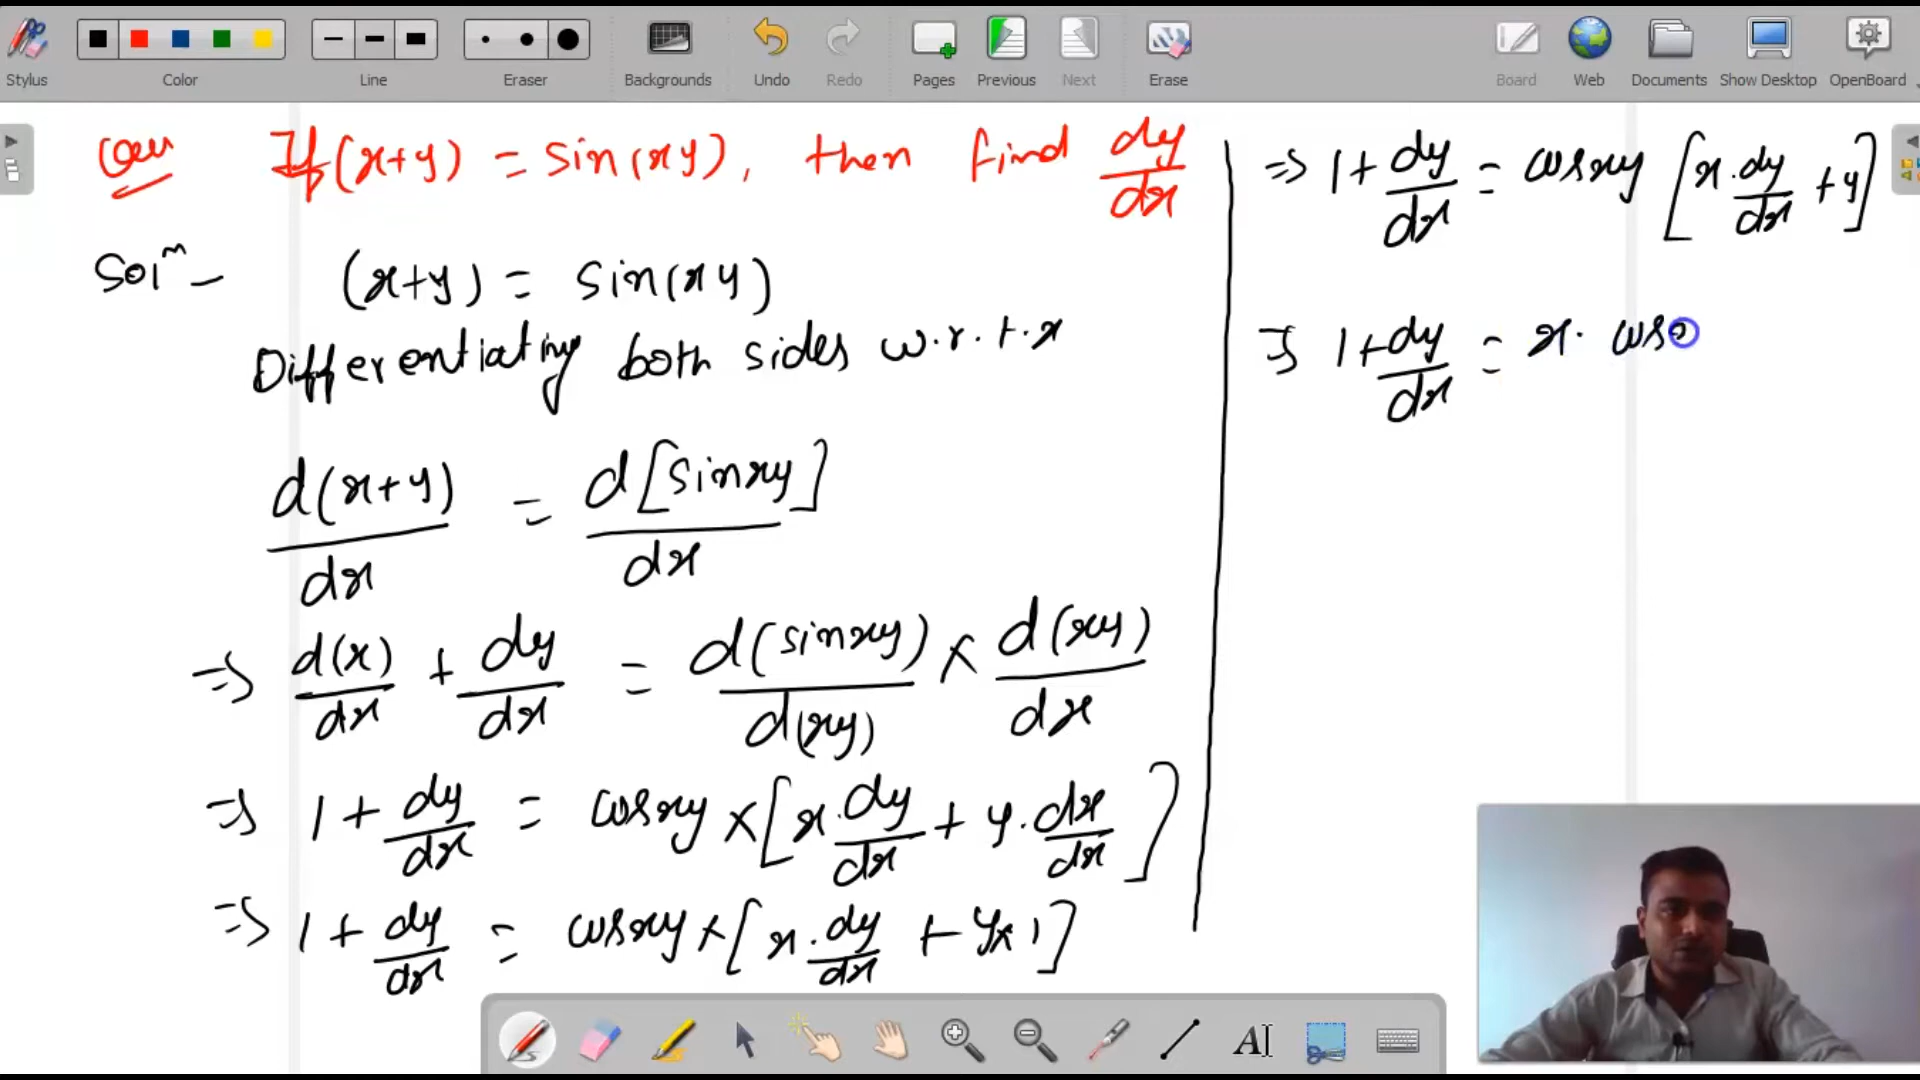 Stylus
Color
Line
Eraser
Backgrounds
Undo
Redo
Pages
Previous
Next
Erase
Board
Web
Documents
Show Desktop
OpenBoard
Ques If (x+y) = sin(xy), then find dy/dx
Solⁿ – (x+y) = sin(xy)
Differentiating both sides w.r.t.x
d(x+y)/dx = d[sinxy]/dx
⇒ d(x)/dx + dy/dx = d(sinxy)/d(xy) × d(xy)/dx
⇒ 1 + dy/dx = cosxy × [x.dy/dx + y.dx/dx]
⇒ 1 + dy/dx = cosxy × [x.dy/dx + y×1]
⇒ 1 + dy/dx = cosxy [x.dy/dx + y]
⇒ 1 + dy/dx = x. cos
AI